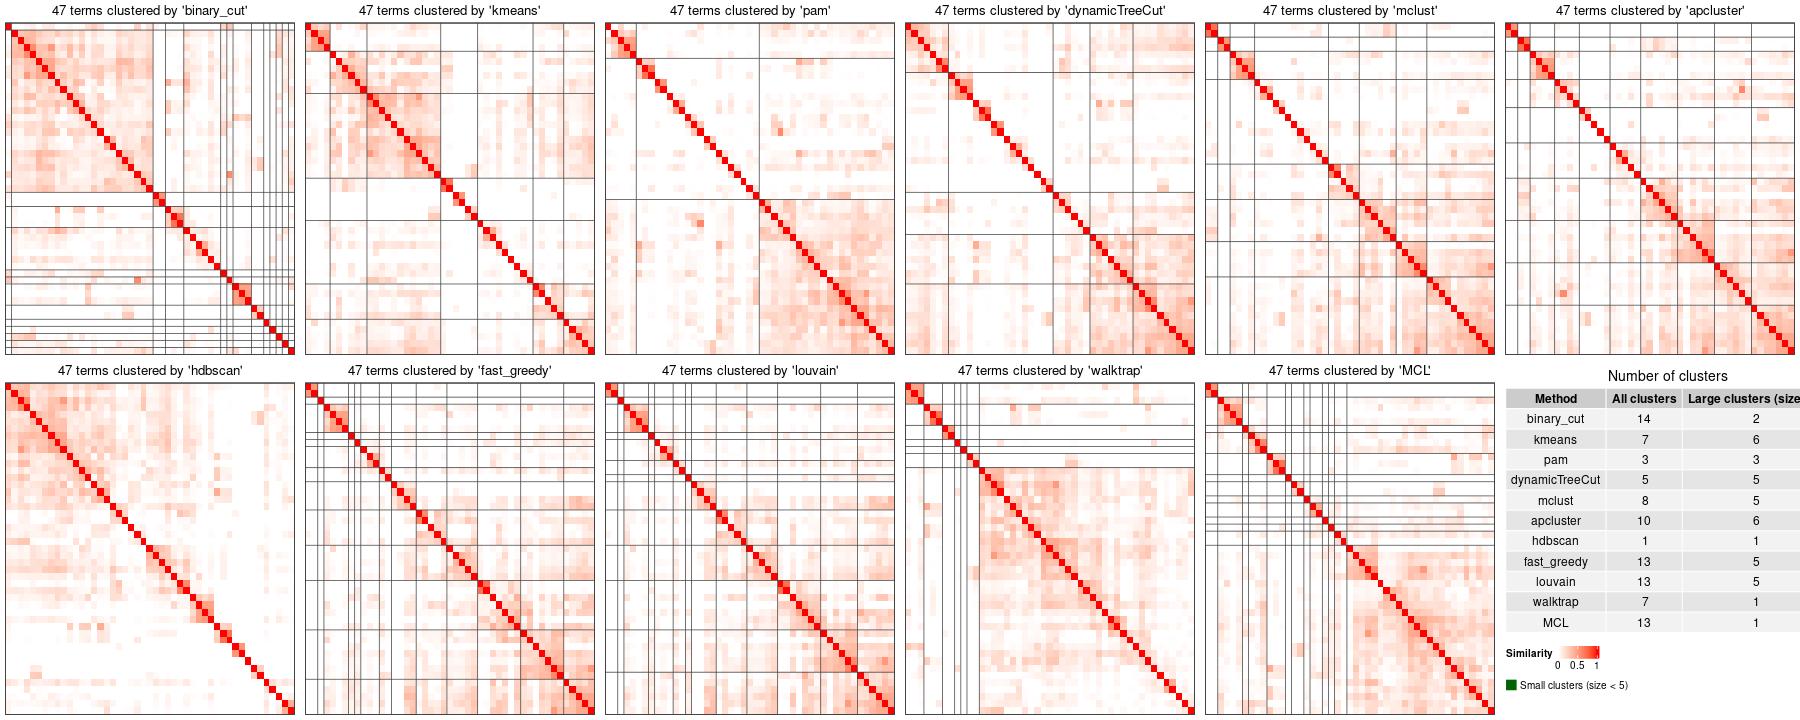 47 terms clustered by 'binary_cut'
47 terms clustered by 'kmeans'
47 terms clustered by 'pam'
47 terms clustered by 'dynamicTreeCut'
47 terms clustered by 'mclust'
47 terms clustered by 'apcluster'
47 terms clustered by 'hdbscan'
47 terms clustered by 'fast_greedy'
47 terms clustered by 'louvain'
47 terms clustered by 'walktrap'
47 terms clustered by 'MCL'
Number of clusters
Method All clusters Large clusters (size
binary_cut 14 2
kmeans 7 6
pam 3 3
dynamicTreeCut 5 5
mclust 8 5
apcluster 10 6
hdbscan 1 1
fast_greedy 13 5
louvain 13 5
walktrap 7 1
MCL 13 1
Similarity
0 0.5 1
Small clusters (size < 5)